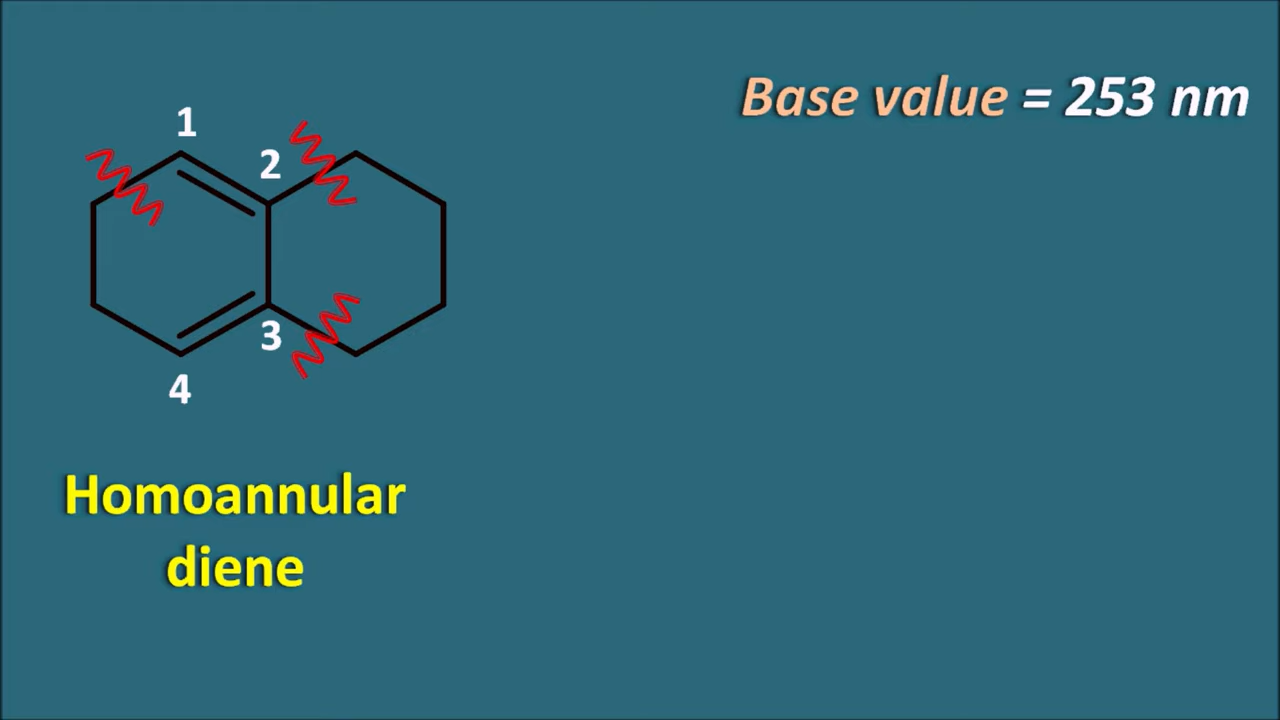 Base value = 253 nm
1
2
3
4
Homoannular
diene